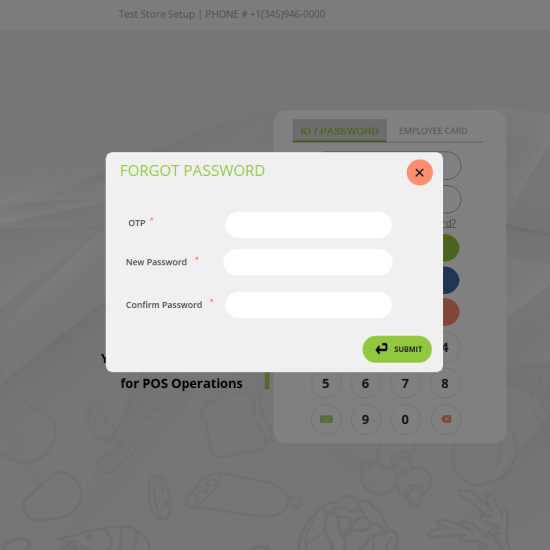 Test Store Setup | PHONE # +1(345)946-0000
ID / PASSWORD
EMPLOYEE CARD
FORGOT PASSWORD
OTP *
New Password *
Confirm Password *
SUBMIT
4
for POS Operations
5 6 7 8
9 0